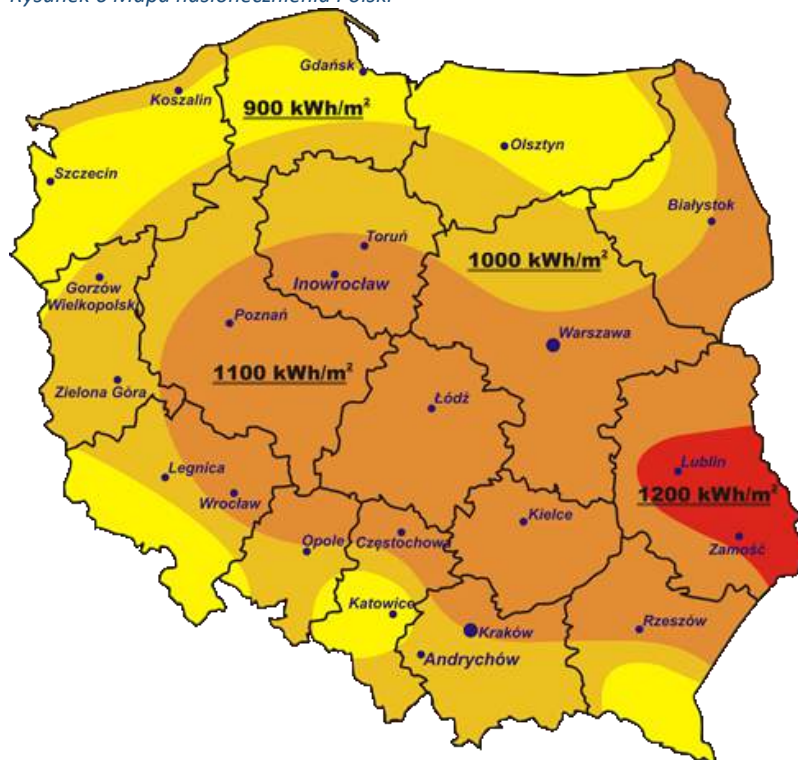 Rysunek 3 Mapa nasłonecznienia Polski
Gdańsk
Koszalin
900 kWh/m²
Olsztyn
Szczecin
Białystok
Toruń
1000 kWh/m²
Inowrocław
Gorzów
Wielkopolski
Poznań
Warszawa
1100 kWh/m²
Zielona Góra
Łódź
Legnica
Lublin
Wrocław
1200 kWh/m²
Kielce
Opole
Częstochowa
Zamość
Katowice
Kraków
Rzeszów
Andrychów